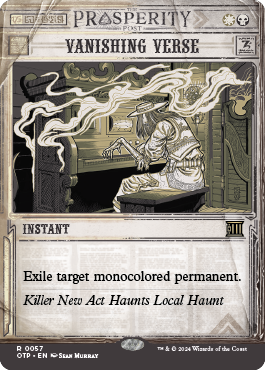 THE
PROSPERITY
POST
VANISHING VERSE
INSTANT
Exile target monocolored permanent.
Killer New Act Haunts Local Haunt
R 0057
OTP • EN SEAN MURRAY
™ & © 2024 Wizards of the Coast